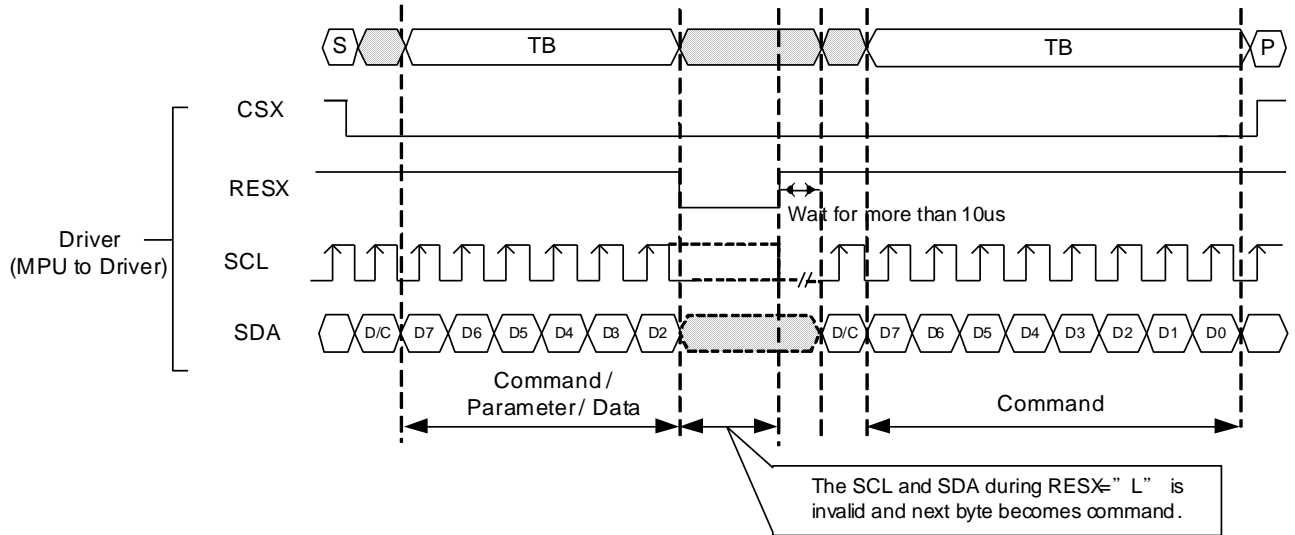 S
TB
TB
P
CSX
RESX
Wait for more than 10us
Driver
(MPU to Driver)
SCL
SDA
D/C
D7
D6
D5
D4
D3
D2
D/C
D7
D6
D5
D4
D3
D2
D1
D0
Command /
Parameter / Data
Command
The SCL and SDA during RESX=” L” is
invalid and next byte becomes command.